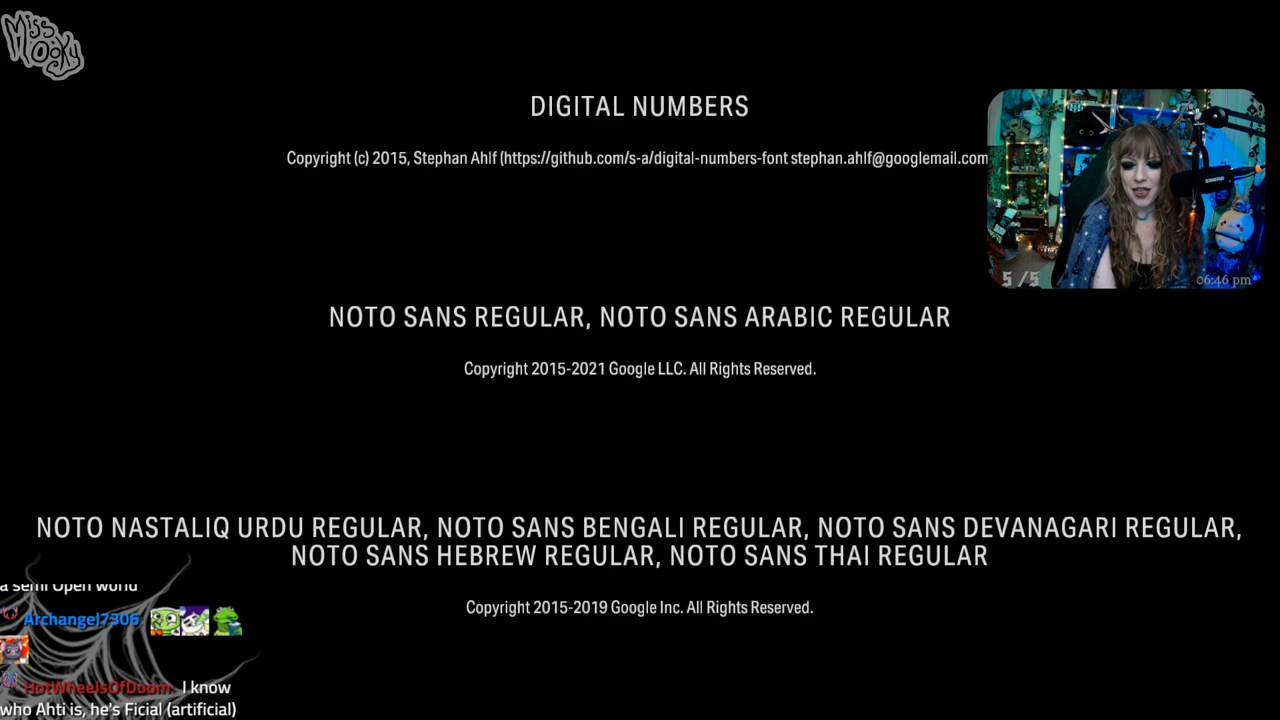 Miss Ooky
DIGITAL NUMBERS
Copyright (c) 2015, Stephan Ahlf (https://github.com/s-a/digital-numbers-font stephan.ahlf@googlemail.com
5 /5
06:46 pm
NOTO SANS REGULAR, NOTO SANS ARABIC REGULAR
Copyright 2015-2021 Google LLC. All Rights Reserved.
NOTO NASTALIQ URDU REGULAR, NOTO SANS BENGALI REGULAR, NOTO SANS DEVANAGARI REGULAR,
NOTO SANS HEBREW REGULAR, NOTO SANS THAI REGULAR
Copyright 2015-2019 Google Inc. All Rights Reserved.
a semi Open world
Archangel7306
HotWheelsOfDoom I know
who Ahti is, he's Ficial (artificial)